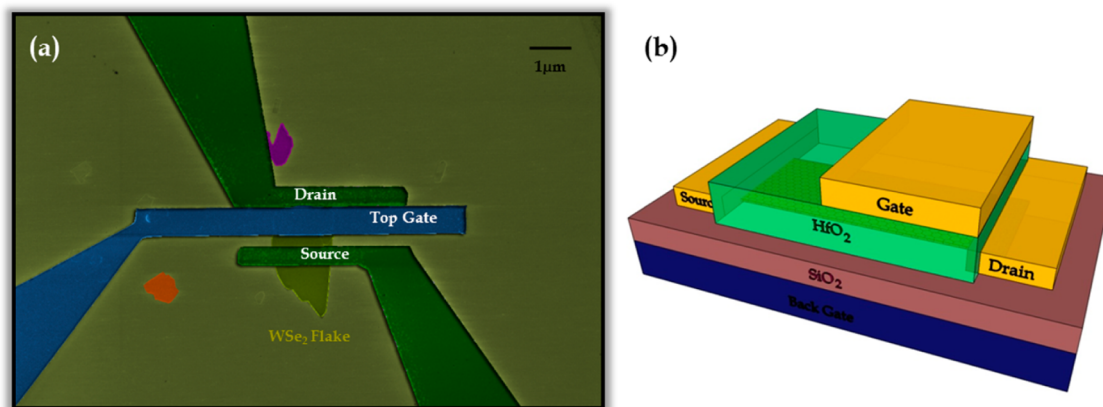 (a)
1μm
Drain
Top Gate
Source
WSe₂ Flake
(b)
Source
Gate
HfO₂
Drain
SiO₂
Back Gate